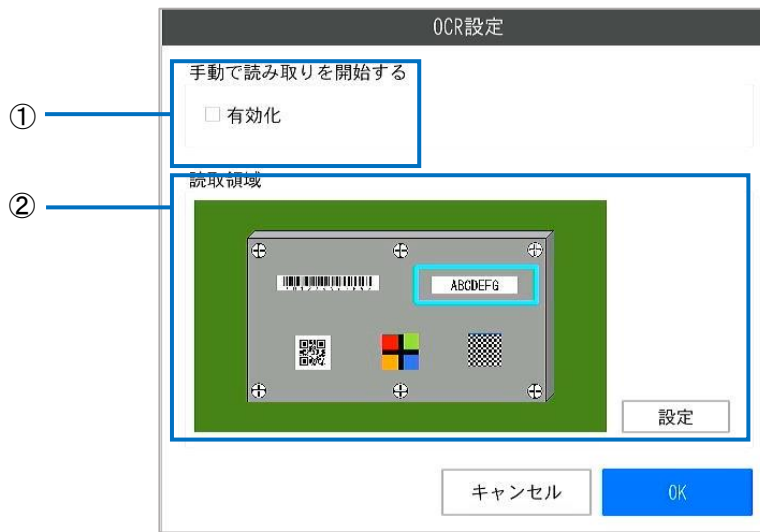 OCR設定
手動で読み取りを開始する
①
有効化
読取領域
②
ABCDEFG
設定
キャンセル
OK